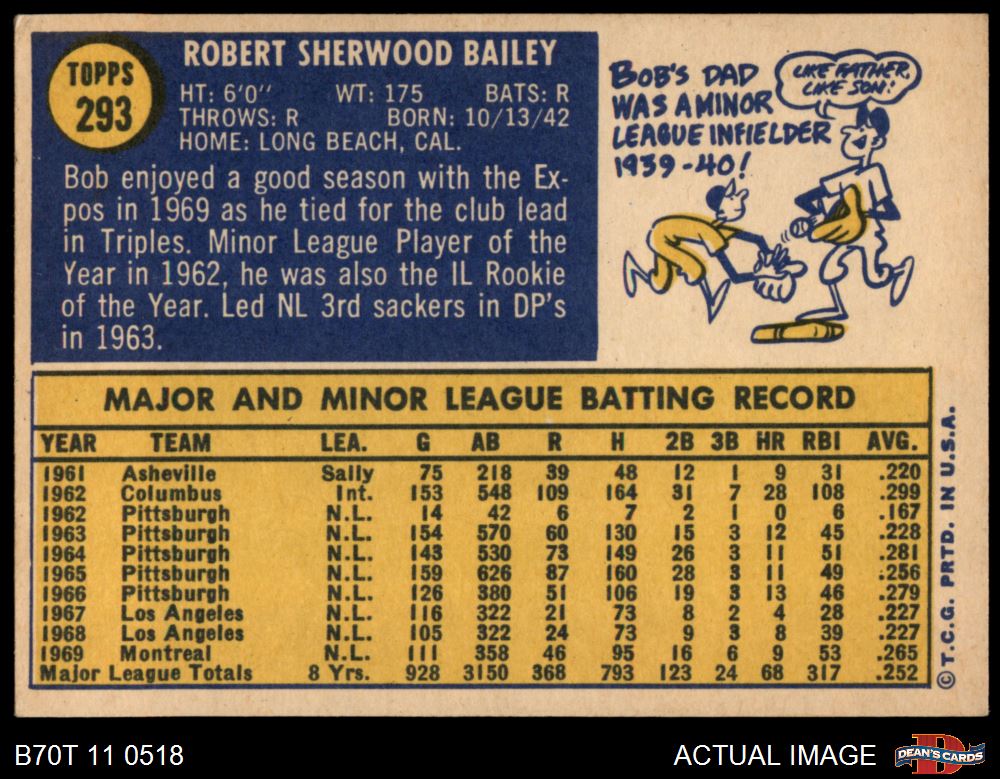 TOPPS
293
ROBERT SHERWOOD BAILEY
HT: 6'0" WT: 175 BATS: R
THROWS: R BORN: 10/13/42
HOME: LONG BEACH, CAL.
Bob enjoyed a good season with the Ex-
pos in 1969 as he tied for the club lead
in Triples. Minor League Player of the
Year in 1962, he was also the IL Rookie
of the Year. Led NL 3rd sackers in DP's
in 1963.
BOB'S DAD
WAS A MINOR
LEAGUE INFIELDER
1939-40!
LIKE FATHER,
LIKE SON!
MAJOR AND MINOR LEAGUE BATTING RECORD
YEAR TEAM LEA. G AB R H 2B 3B HR RBI AVG.
1961 Asheville Sally 75 218 39 48 12 1 9 31 .220
1962 Columbus Int. 153 548 109 164 31 7 28 108 .299
1962 Pittsburgh N.L. 14 42 6 7 2 1 0 6 .167
1963 Pittsburgh N.L. 154 570 60 130 15 3 12 45 .228
1964 Pittsburgh N.L. 143 530 73 149 26 3 11 51 .281
1965 Pittsburgh N.L. 159 626 87 160 28 3 11 49 .256
1966 Pittsburgh N.L. 126 380 51 106 19 3 13 46 .279
1967 Los Angeles N.L. 116 322 21 73 8 2 4 28 .227
1968 Los Angeles N.L. 105 322 24 73 9 3 8 39 .227
1969 Montreal N.L. 111 358 46 95 16 6 9 53 .265
Major League Totals 8 Yrs. 928 3150 368 793 123 24 68 317 .252
© T.C.G. PRTD. IN U.S.A.
B70T 11 0518
ACTUAL IMAGE
D
DEAN'S CARDS